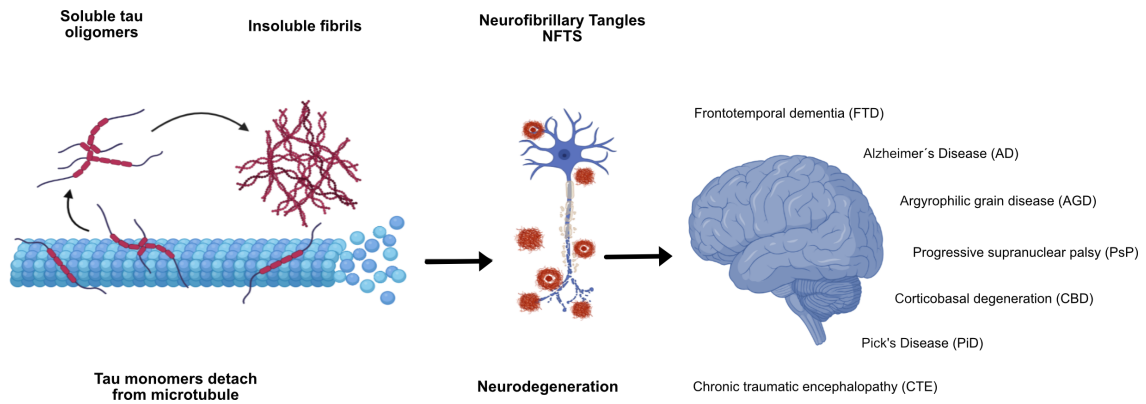 Soluble tau
oligomers
Insoluble fibrils
Neurofibrillary Tangles
NFTS
Frontotemporal dementia (FTD)
Alzheimer´s Disease (AD)
Argyrophilic grain disease (AGD)
Progressive supranuclear palsy (PsP)
Corticobasal degeneration (CBD)
Pick's Disease (PiD)
Chronic traumatic encephalopathy (CTE)
Tau monomers detach
from microtubule
Neurodegeneration